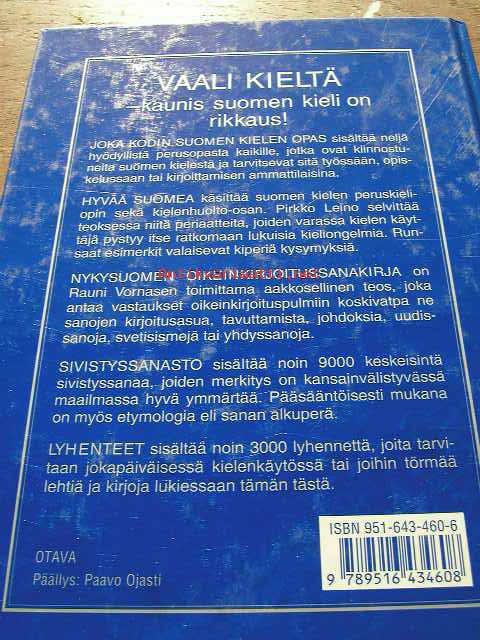 VAALI KIELTÄ
–kaunis suomen kieli on
rikkaus!
JOKA KODIN SUOMEN KIELEN OPAS sisältää neljä
hyödyllistä perusopasta kaikille, jotka ovat kiinnostu-
neita suomen kielestä ja tarvitsevat sitä työssään, opis-
kelussaan tai kirjoittamisen ammattilaisina.
HYVÄÄ SUOMEA käsittää suomen kielen peruskieli-
opin sekä kielenhuolto-osan. Pirkko Leino selvittää
teoksessa niitä periaatteita, joiden varassa kielen käyt-
täjä pystyy itse ratkomaan lukuisia kieliongelmia. Run-
saat esimerkit valaisevat kiperiä kysymyksiä.
NYKYSUOMEN OIKEINKIRJOITUSSANAKIRJA on
Rauni Vornasen toimittama aakkosellinen teos, joka
antaa vastaukset oikeinkirjoituspulmiin koskivatpa ne
sanojen kirjoitusasua, tavuttamista, johdoksia, uudis-
sanoja, svetisismejä tai yhdyssanoja.
SIVISTYSSANASTO sisältää noin 9000 keskeisintä
sivistyssanaa, joiden merkitys on kansainvälistyvässä
maailmassa hyvä ymmärtää. Pääsääntöisesti mukana
on myös etymologia eli sanan alkuperä.
LYHENTEET sisältää noin 3000 lyhennettä, joita tarvi-
taan jokapäiväisessä kielenkäytössä tai joihin törmää
lehtiä ja kirjoja lukiessaan tämän tästä.
ISBN 951-643-460-6
OTAVA
Päällys: Paavo Ojasti
9 789516 434608